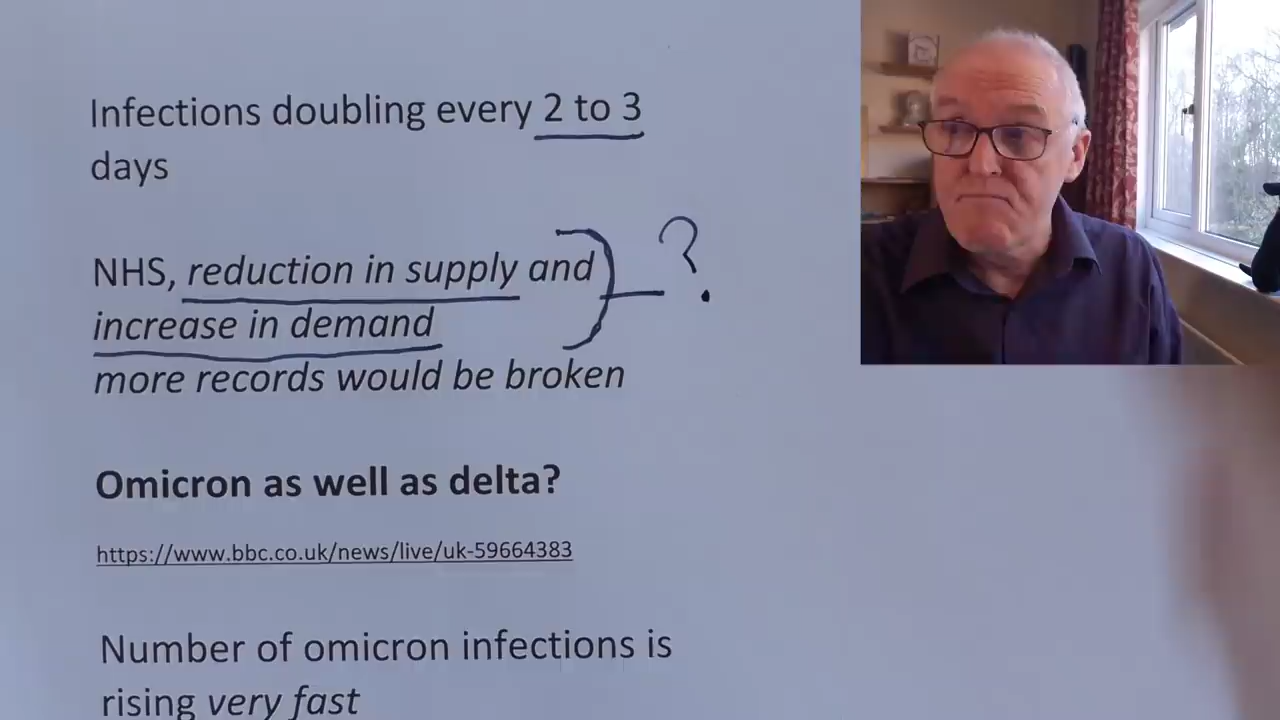 Infections doubling every 2 to 3
days
NHS, reduction in supply and
increase in demand
more records would be broken
?
Omicron as well as delta?
https://www.bbc.co.uk/news/live/uk-59664383
Number of omicron infections is
rising very fast